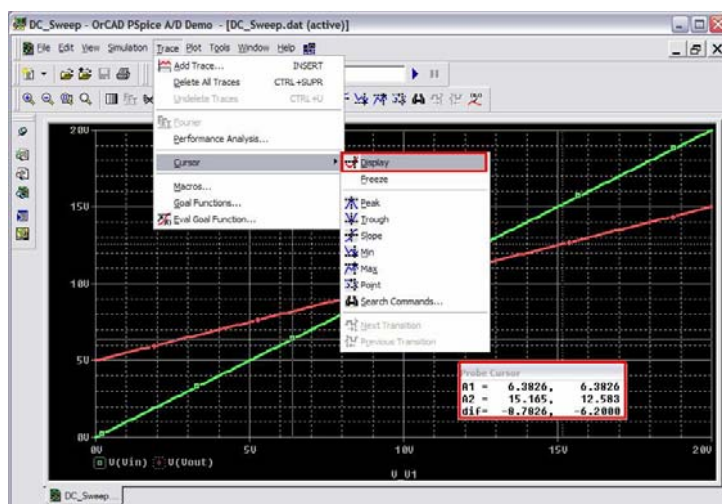 DC_Sweep - OrCAD PSpice A/D Demo - [DC_Sweep.dat (active)]
File Edit View Simulation Trace Plot Tools Window Help
Add Trace... INSERT
Delete All Traces CTRL+SUPR
Undelete Traces CTRL+U
Fourier
Performance Analysis...
Cursor
Macros...
Goal Functions...
Eval Goal Function...
Display
Freeze
Peak
Trough
Slope
Min
Max
Point
Search Commands...
Next Transition
Previous Transition
20V
15V
10V
5V
0V
0V 5V 10V 15V 20V
V(Vin) V(Vout)
V_V1
Probe Cursor
A1 = 6.3826, 6.3826
A2 = 15.165, 12.583
dif= -8.7826, -6.2000
DC_Sweep...